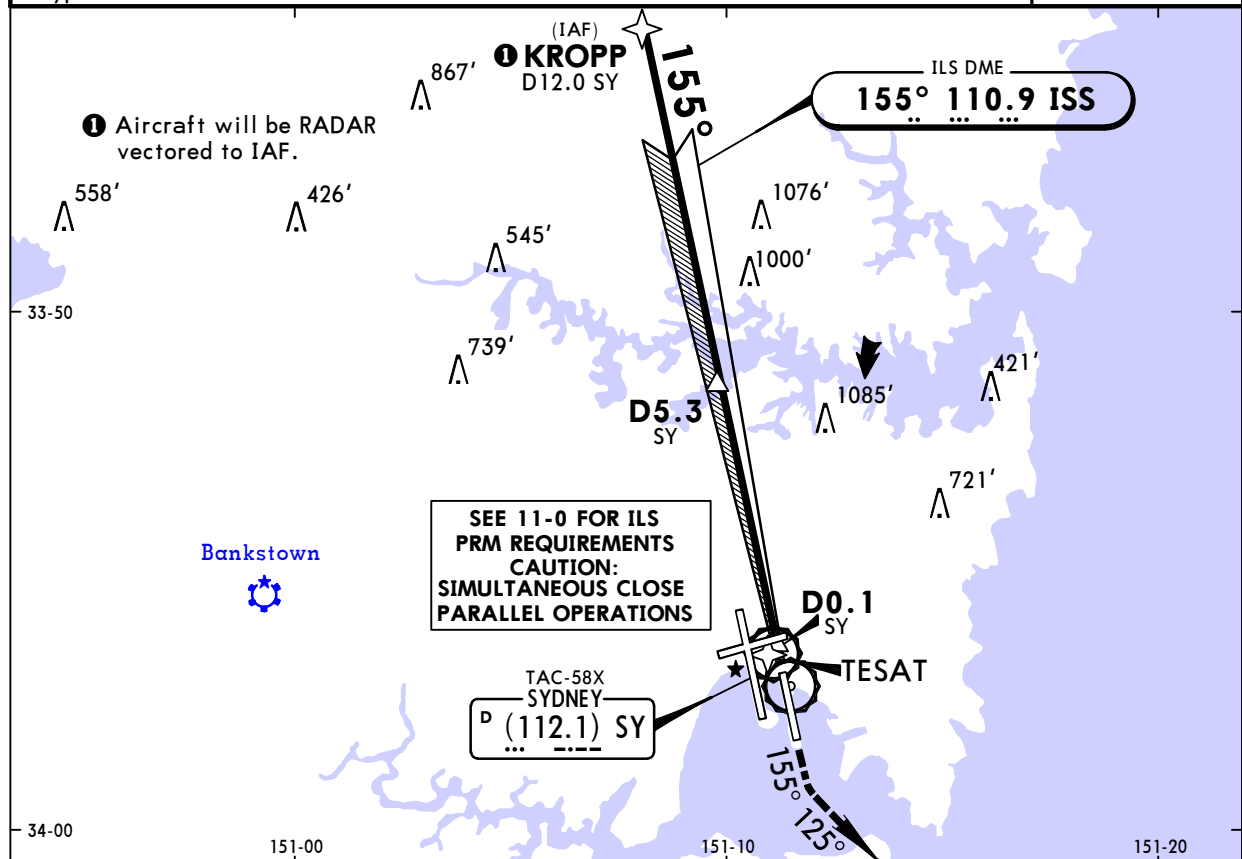 (IAF)
❶ KROPP
D12.0 SY
155°
ILS DME
155° 110.9 ISS
867'
❶ Aircraft will be RADAR
vectored to IAF.
558'
426'
545'
1076'
1000'
33-50
739'
421'
1085'
D5.3
SY
721'
SEE 11-0 FOR ILS
PRM REQUIREMENTS
CAUTION:
SIMULTANEOUS CLOSE
PARALLEL OPERATIONS
Bankstown
D0.1
SY
TESAT
TAC-58X
SYDNEY
D (112.1) SY
155°
125°
34-00
151-00
151-10
151-20